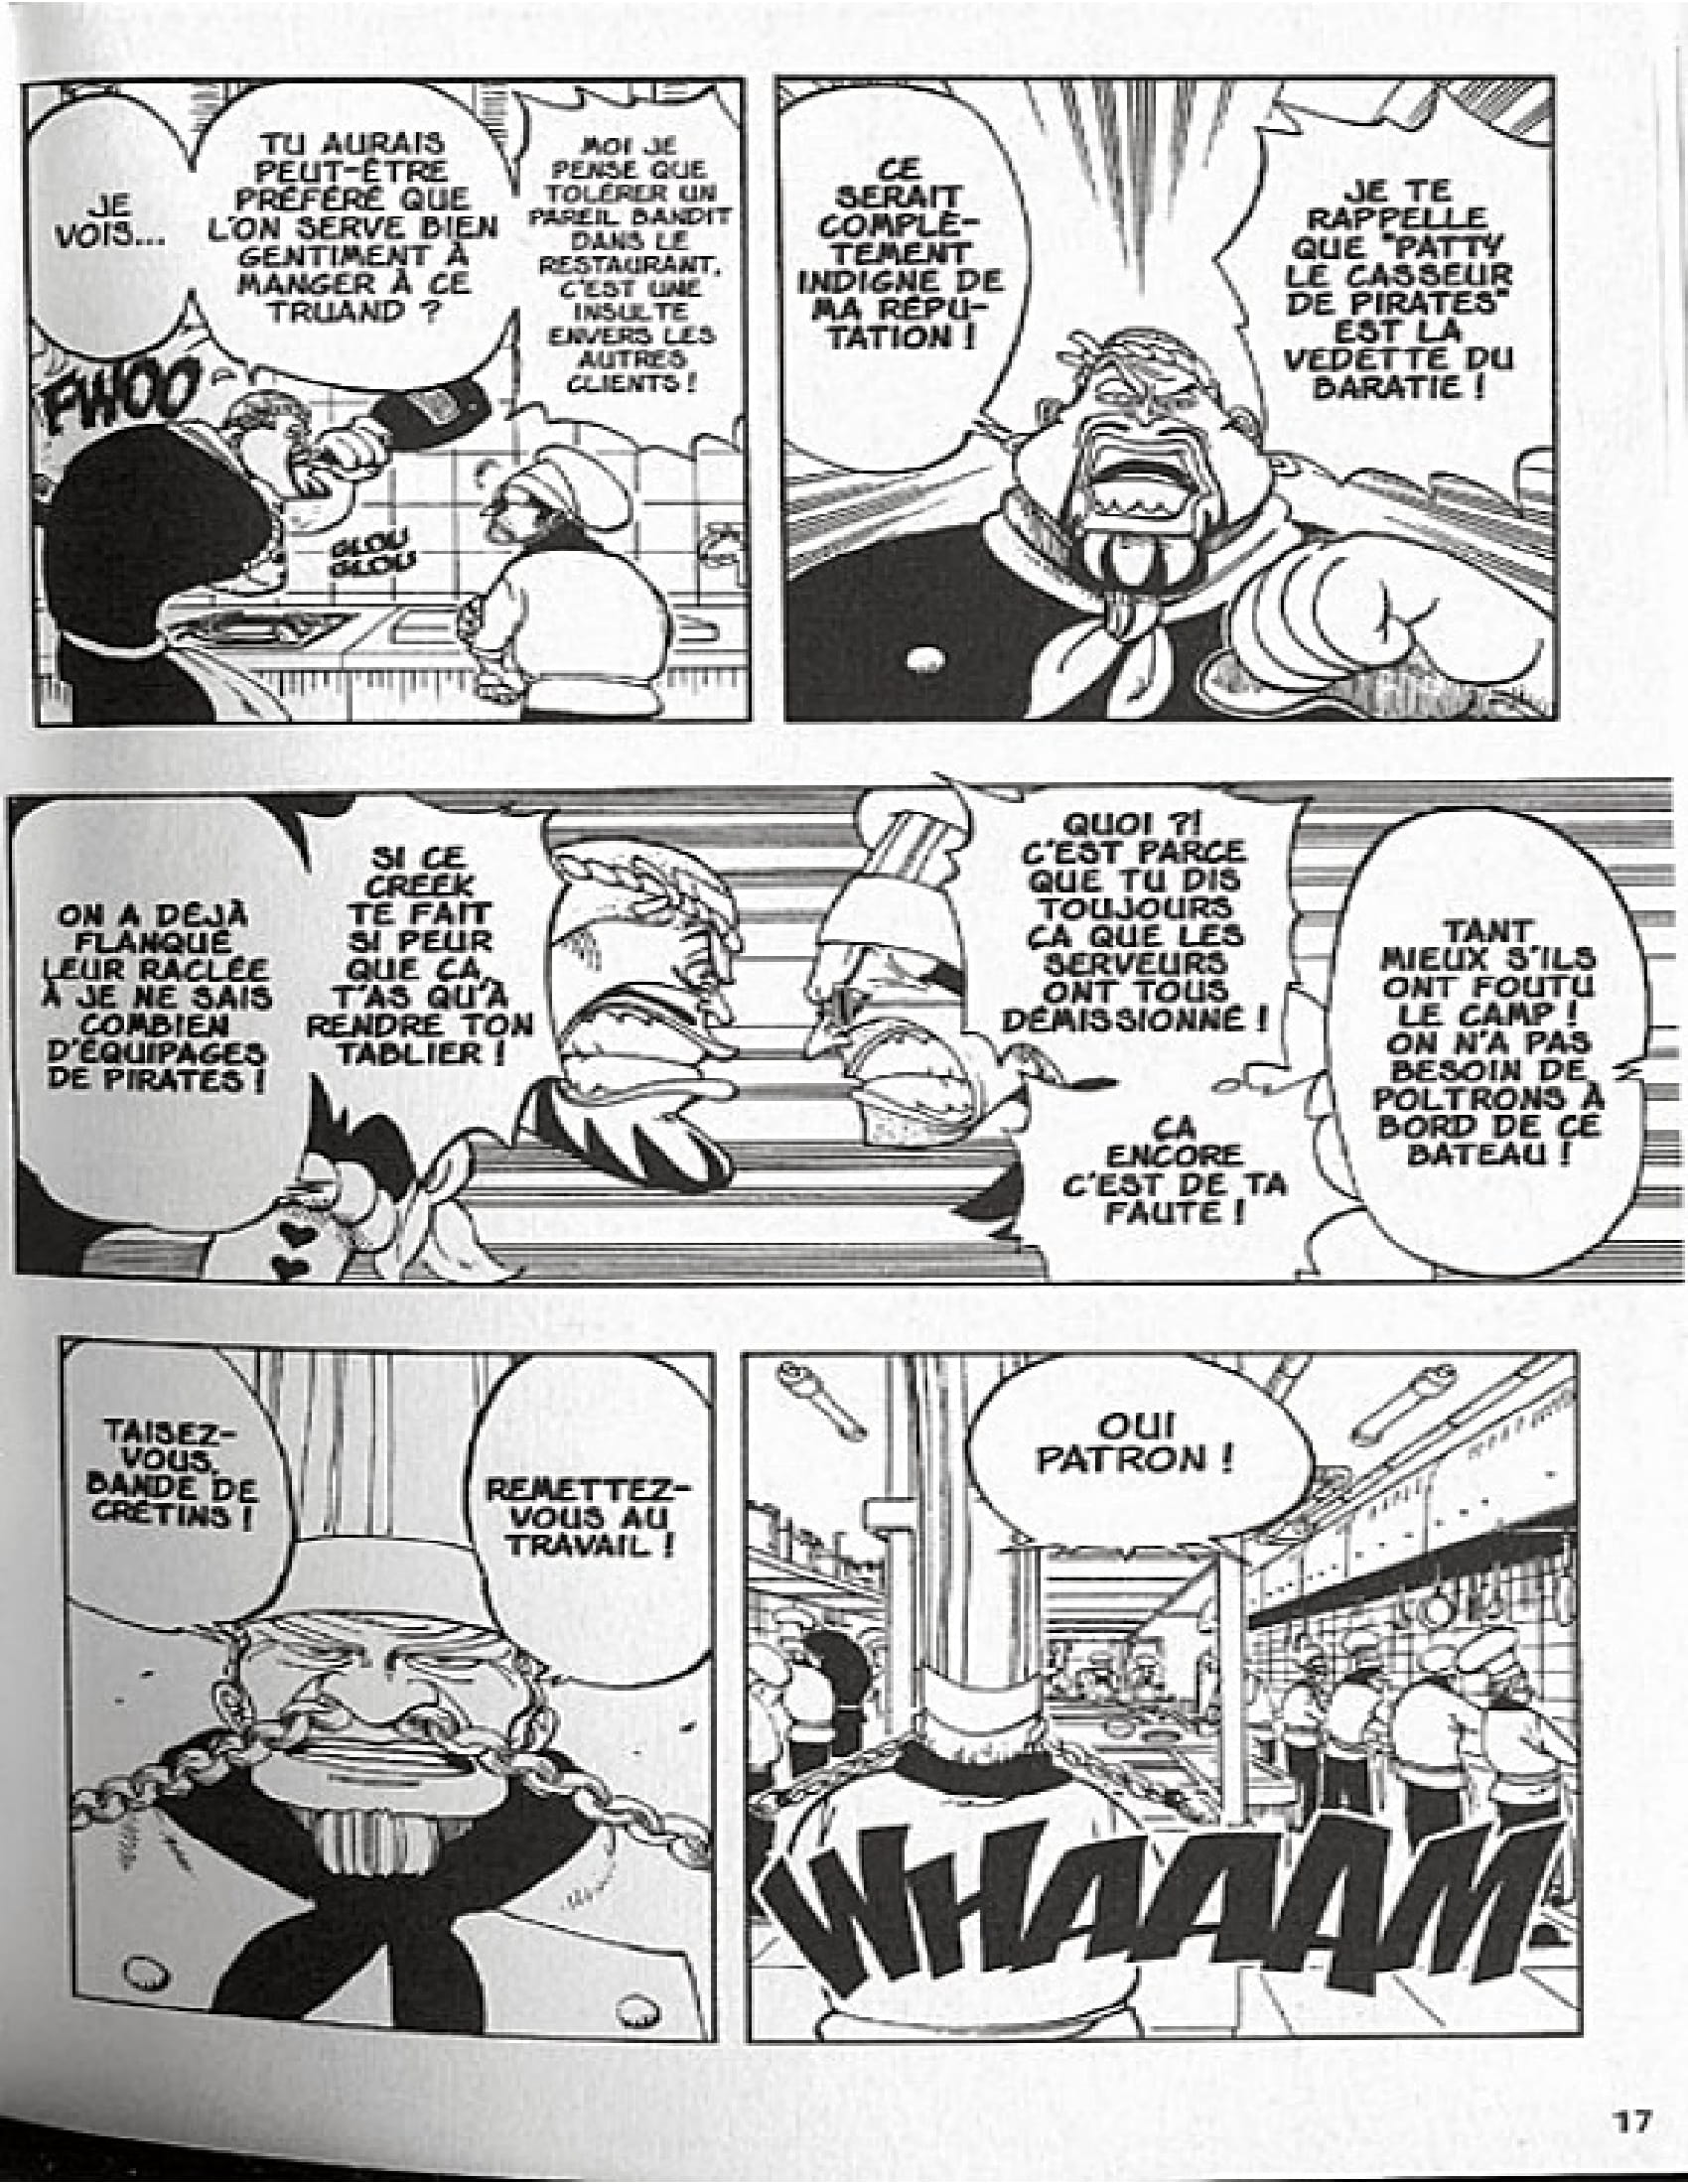 JE
VOIS...
TU AURAIS
PEUT-ÊTRE
PRÉFÉRÉ QUE
L'ON SERVE BIEN
GENTIMENT À
MANGER À CE
TRUAND ?
MOI JE
PENSE QUE
TOLÉRER UN
PAREIL BANDIT
DANS LE
RESTAURANT,
C'EST UNE
INSULTE
ENVERS LES
AUTRES
CLIENTS !
FWOO
GLOU
GLOU
CE
SERAIT
COMPLÈ-
TEMENT
INDIGNE DE
MA RÉPU-
TATION !
JE TE
RAPPELLE
QUE "PATTY
LE CASSEUR
DE PIRATES"
EST LA
VEDETTE DU
BARATIE !
ON A DÉJÀ
FLANQUÉ
LEUR RACLÉE
À JE NE SAIS
COMBIEN
D'ÉQUIPAGES
DE PIRATES !
SI CE
CREEK
TE FAIT
SI PEUR
QUE ÇA,
T'AS QU'À
RENDRE TON
TABLIER !
QUOI ?!
C'EST PARCE
QUE TU DIS
TOUJOURS
ÇA QUE LES
SERVEURS
ONT TOUS
DÉMISSIONNÉ !
ÇA
ENCORE
C'EST DE TA
FAUTE !
TANT
MIEUX S'ILS
ONT FOUTU
LE CAMP !
ON N'A PAS
BESOIN DE
POLTRONS À
BORD DE CE
BATEAU !
TAISEZ-
VOUS,
BANDE DE
CRÉTINS !
REMETTEZ-
VOUS AU
TRAVAIL !
OUI
PATRON !
WHAAAAM
17